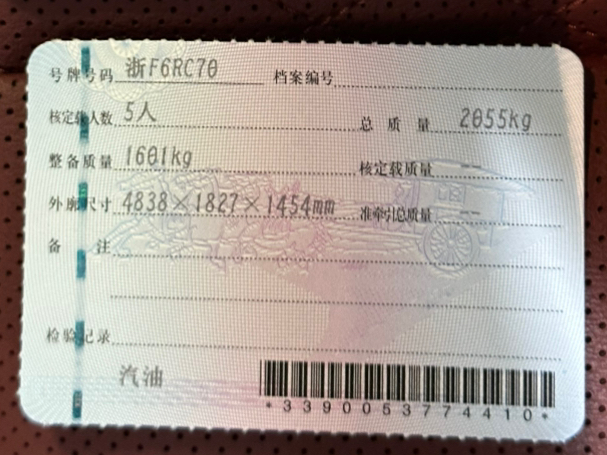 号牌号码 浙F6RC70 档案编号
核定载人数 5人 总质量 2055kg
整备质量 1601kg 核定载质量 --
外廓尺寸 4838×1827×1454mm 准牵引总质量 --
备注
检验记录
汽油
*3390053774410*